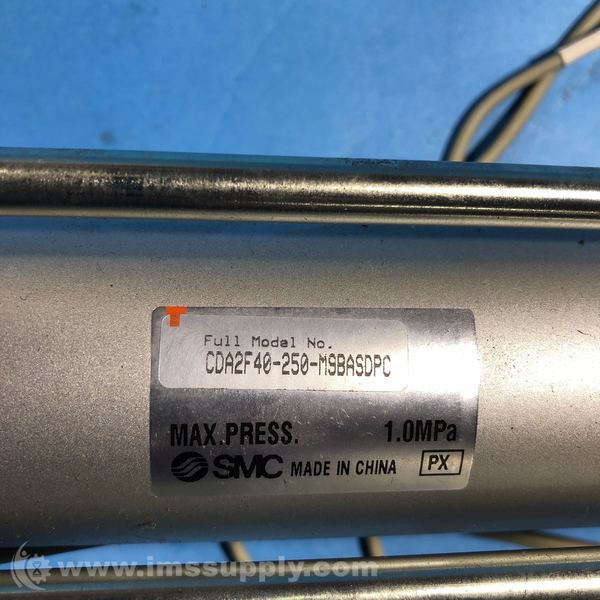 Full Model No.
CDA2F40-250-M9BASDPC
MAX.PRESS. 1.0MPa
SMC MADE IN CHINA PX
www.imssupply.com